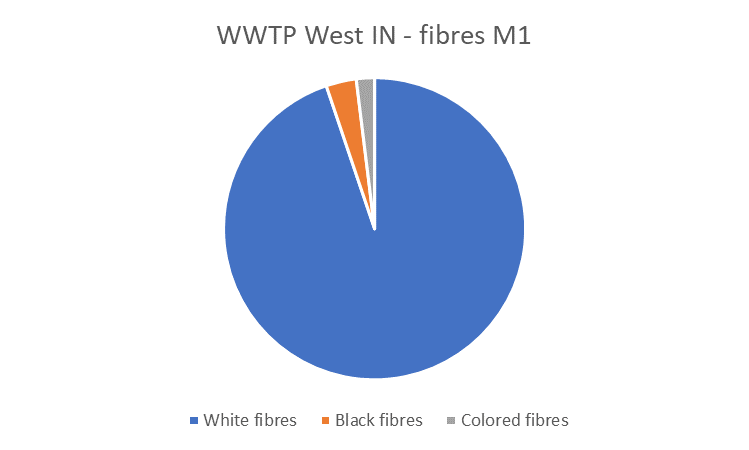 WWTP West IN - fibres M1
White fibres Black fibres Colored fibres